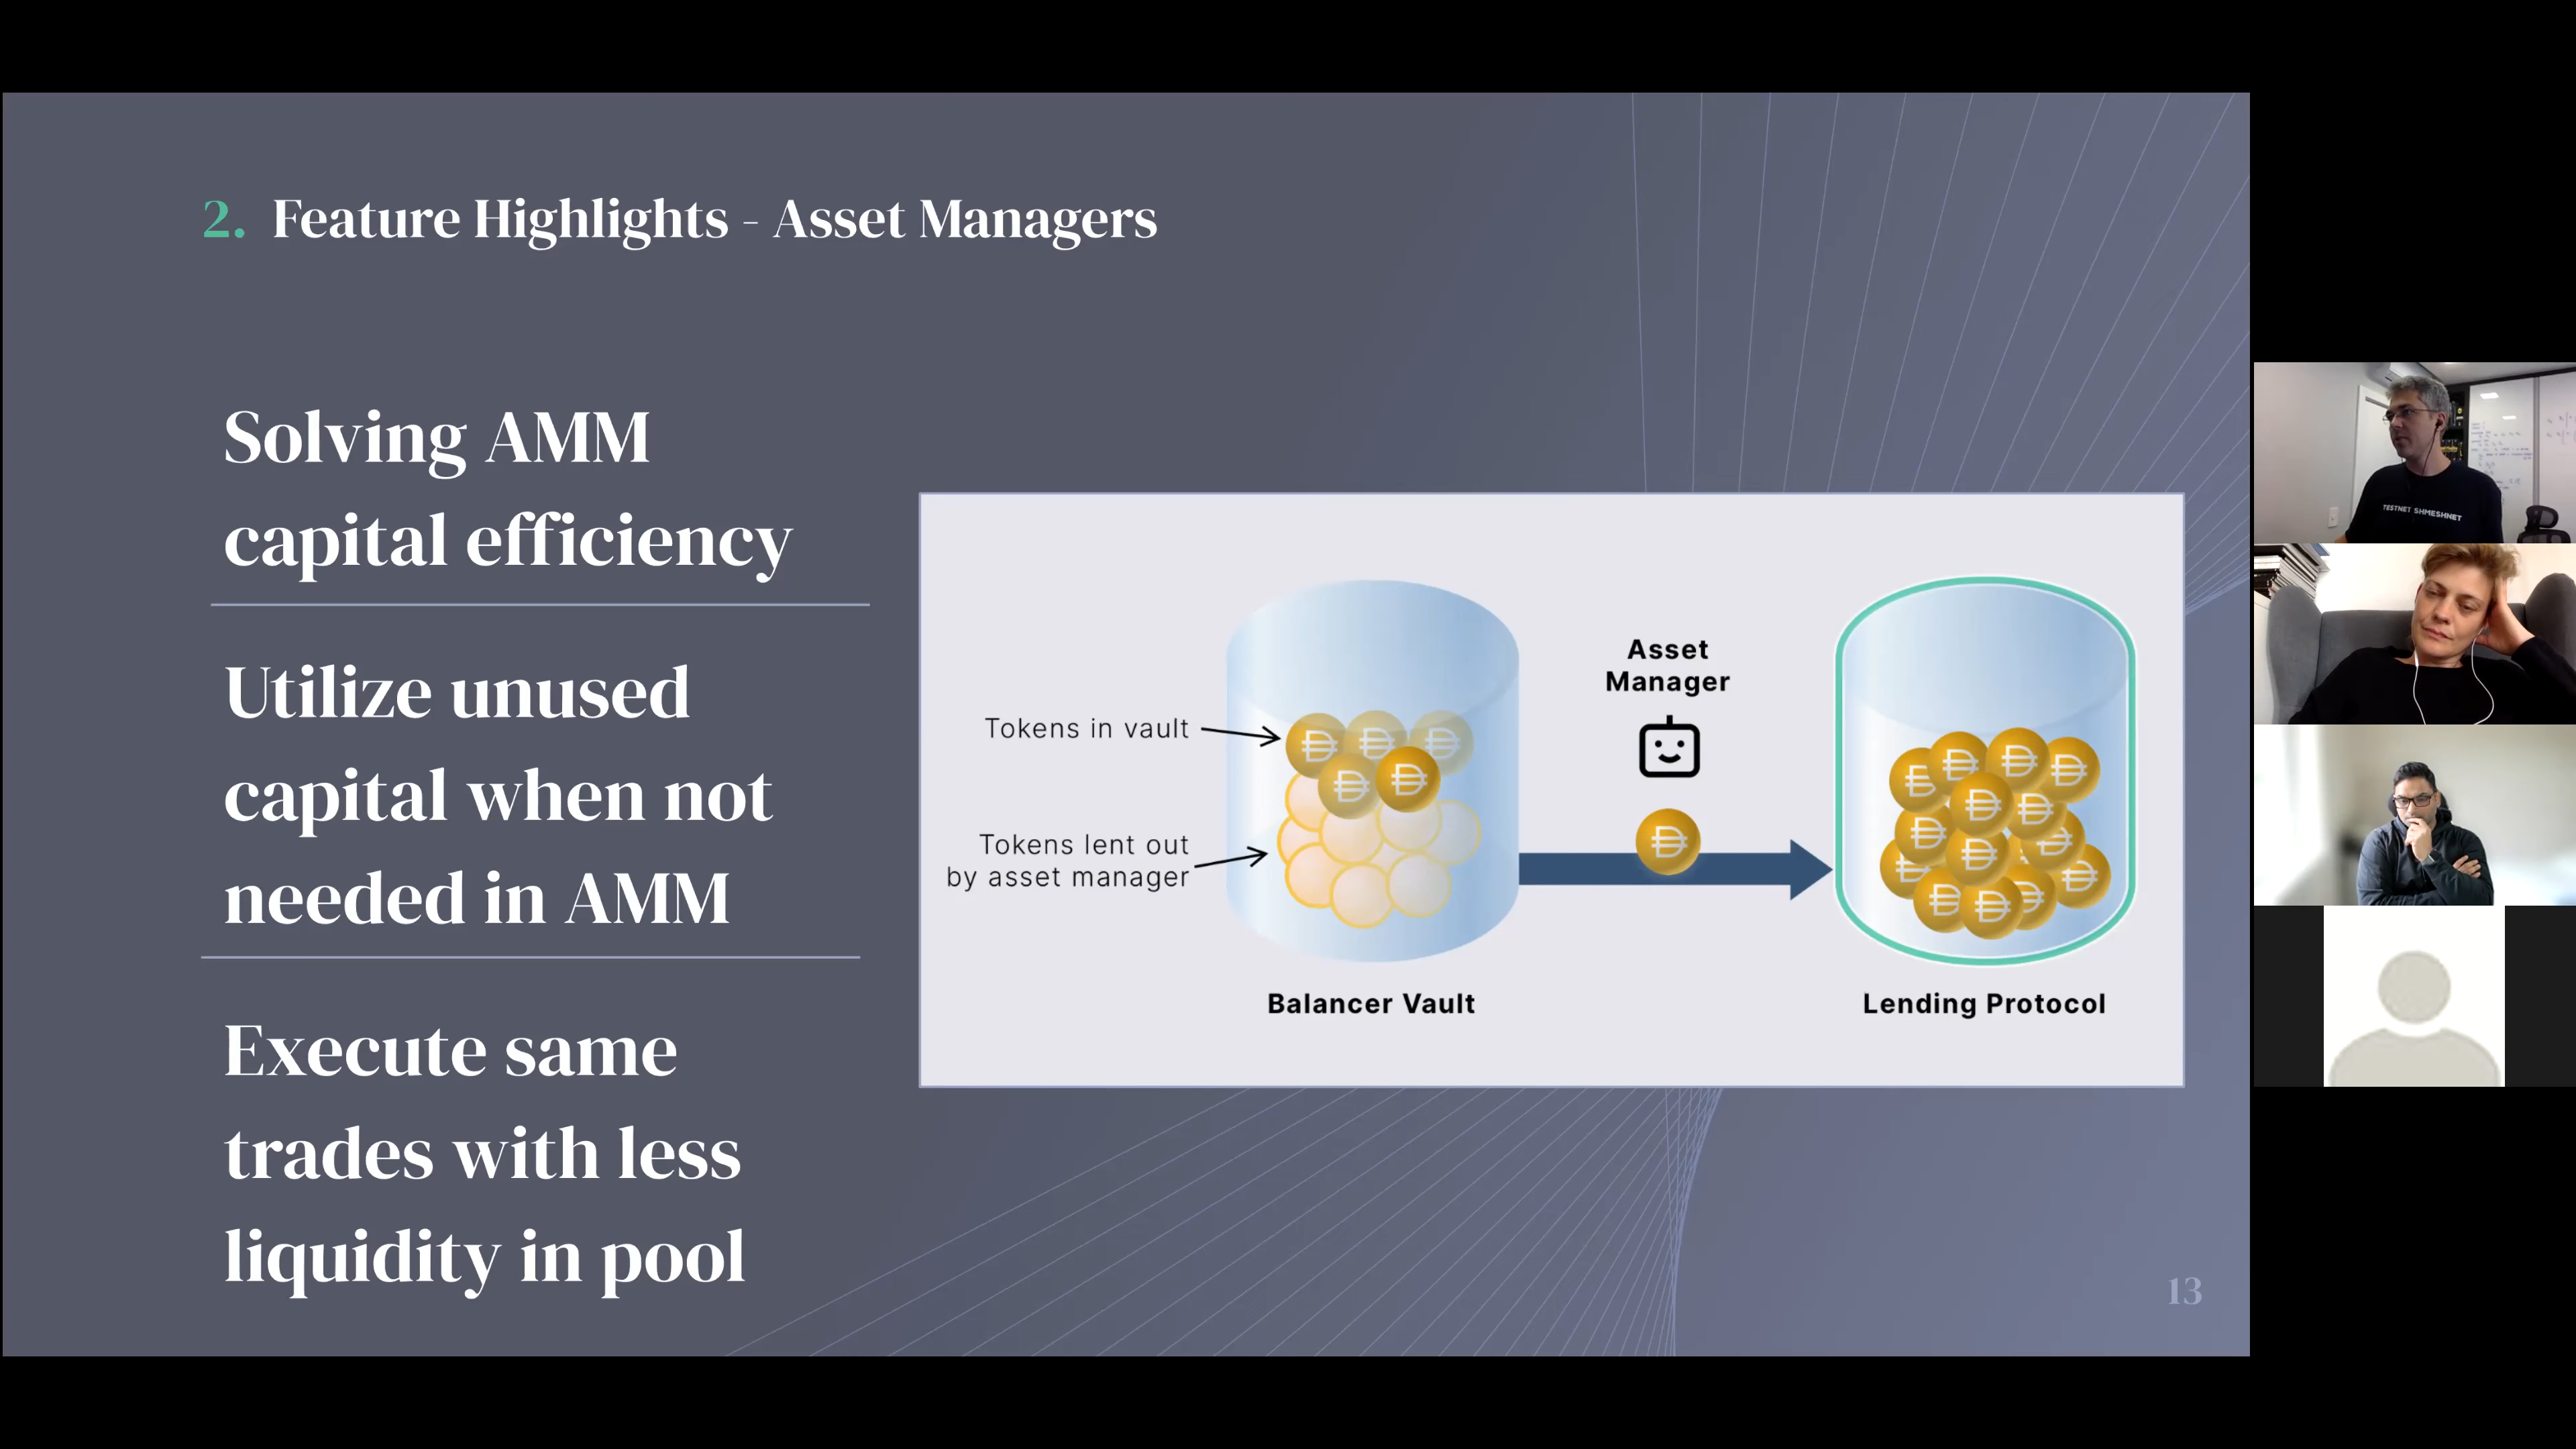 2. Feature Highlights - Asset Managers
Solving AMM
capital efficiency
Utilize unused
capital when not
needed in AMM
Execute same
trades with less
liquidity in pool
Tokens in vault
Tokens lent out
by asset manager
Asset
Manager
Balancer Vault
Lending Protocol
13
TESTNET SHMESHNET